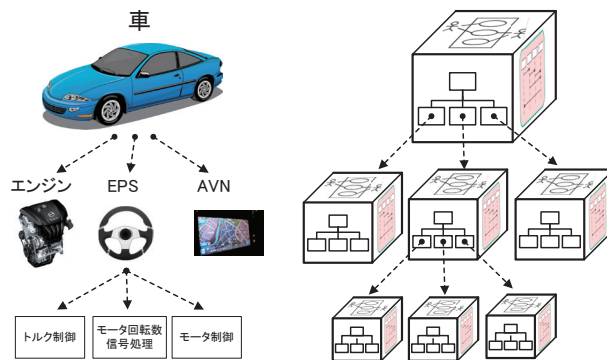 車
エンジン
EPS
AVN
トルク制御
モータ回転数
信号処理
モータ制御